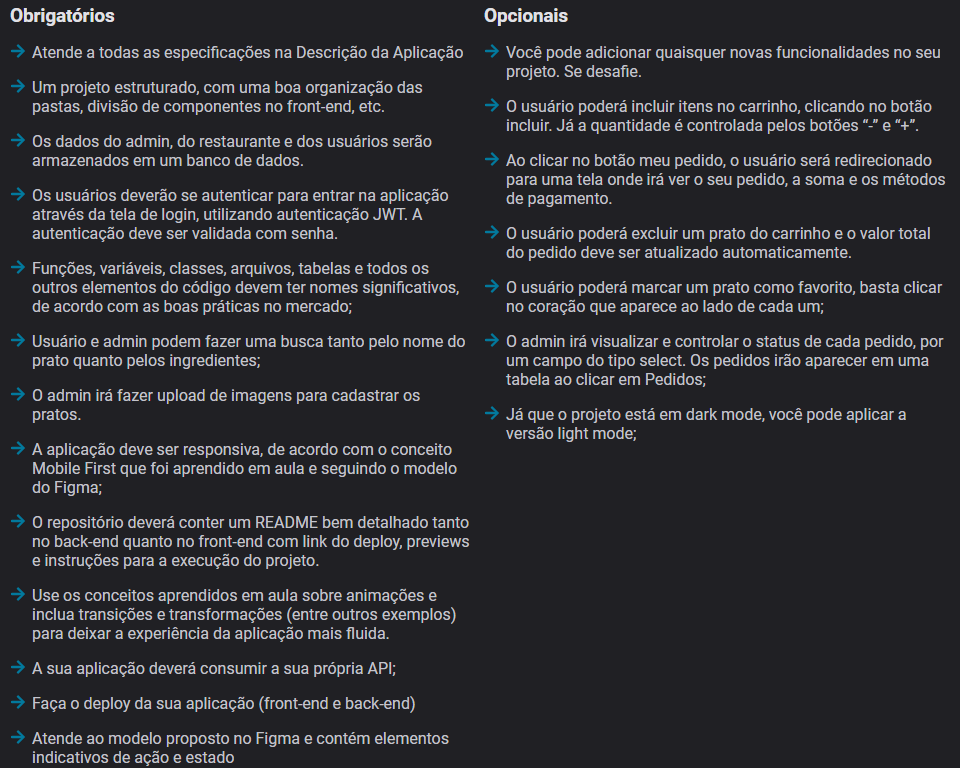 Obrigatórios
Atende a todas as especificações na Descrição da Aplicação
Um projeto estruturado, com uma boa organização das
pastas, divisão de componentes no front-end, etc.
Os dados do admin, do restaurante e dos usuários serão
armazenados em um banco de dados.
Os usuários deverão se autenticar para entrar na aplicação
através da tela de login, utilizando autenticação JWT. A
autenticação deve ser validada com senha.
Funções, variáveis, classes, arquivos, tabelas e todos os
outros elementos do código devem ter nomes significativos,
de acordo com as boas práticas no mercado;
Usuário e admin podem fazer uma busca tanto pelo nome do
prato quanto pelos ingredientes;
O admin irá fazer upload de imagens para cadastrar os
pratos.
A aplicação deve ser responsiva, de acordo com o conceito
Mobile First que foi aprendido em aula e seguindo o modelo
do Figma;
O repositório deverá conter um README bem detalhado tanto
no back-end quanto no front-end com link do deploy, previews
e instruções para a execução do projeto.
Use os conceitos aprendidos em aula sobre animações e
inclua transições e transformações (entre outros exemplos)
para deixar a experiência da aplicação mais fluida.
A sua aplicação deverá consumir a sua própria API;
Faça o deploy da sua aplicação (front-end e back-end)
Atende ao modelo proposto no Figma e contém elementos
indicativos de ação e estado
Opcionais
Você pode adicionar quaisquer novas funcionalidades no seu
projeto. Se desafie.
O usuário poderá incluir itens no carrinho, clicando no botão
incluir. Já a quantidade é controlada pelos botões “-” e “+”.
Ao clicar no botão meu pedido, o usuário será redirecionado
para uma tela onde irá ver o seu pedido, a soma e os métodos
de pagamento.
O usuário poderá excluir um prato do carrinho e o valor total
do pedido deve ser atualizado automaticamente.
O usuário poderá marcar um prato como favorito, basta clicar
no coração que aparece ao lado de cada um;
O admin irá visualizar e controlar o status de cada pedido, por
um campo do tipo select. Os pedidos irão aparecer em uma
tabela ao clicar em Pedidos;
Já que o projeto está em dark mode, você pode aplicar a
versão light mode;